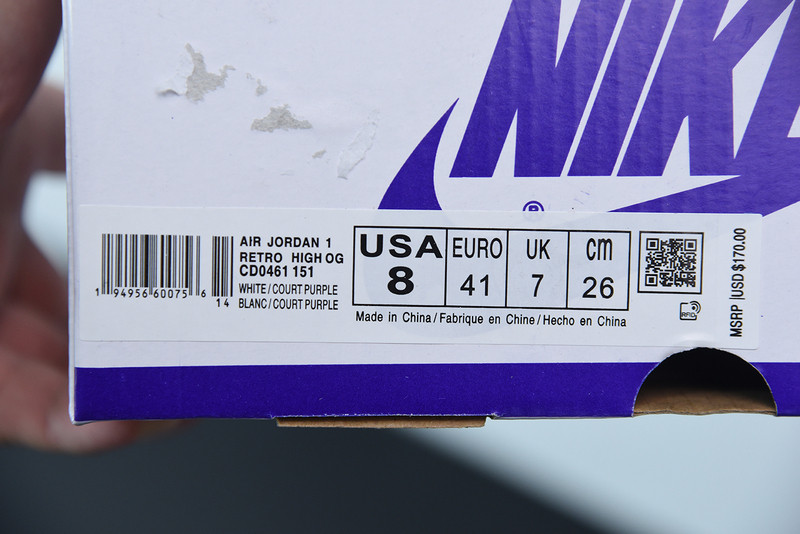 NIKE
®
AIR JORDAN 1
RETRO HIGH OG
CD0461 151
WHITE/COURT PURPLE
BLANC/COURT PURPLE
1 94956 60075 6
14
USA
8
EURO
41
UK
7
cm
26
Made in China/Fabrique en Chine/Hecho en China
RFID
MSRP |USD $170.00